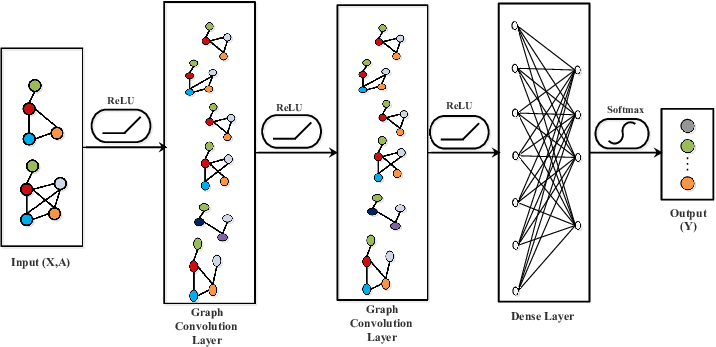 ReLU
ReLU
ReLU
Softmax
Input (X,A)
Graph
Convolution
Layer
Graph
Convolution
Layer
Dense Layer
Output
(Y)